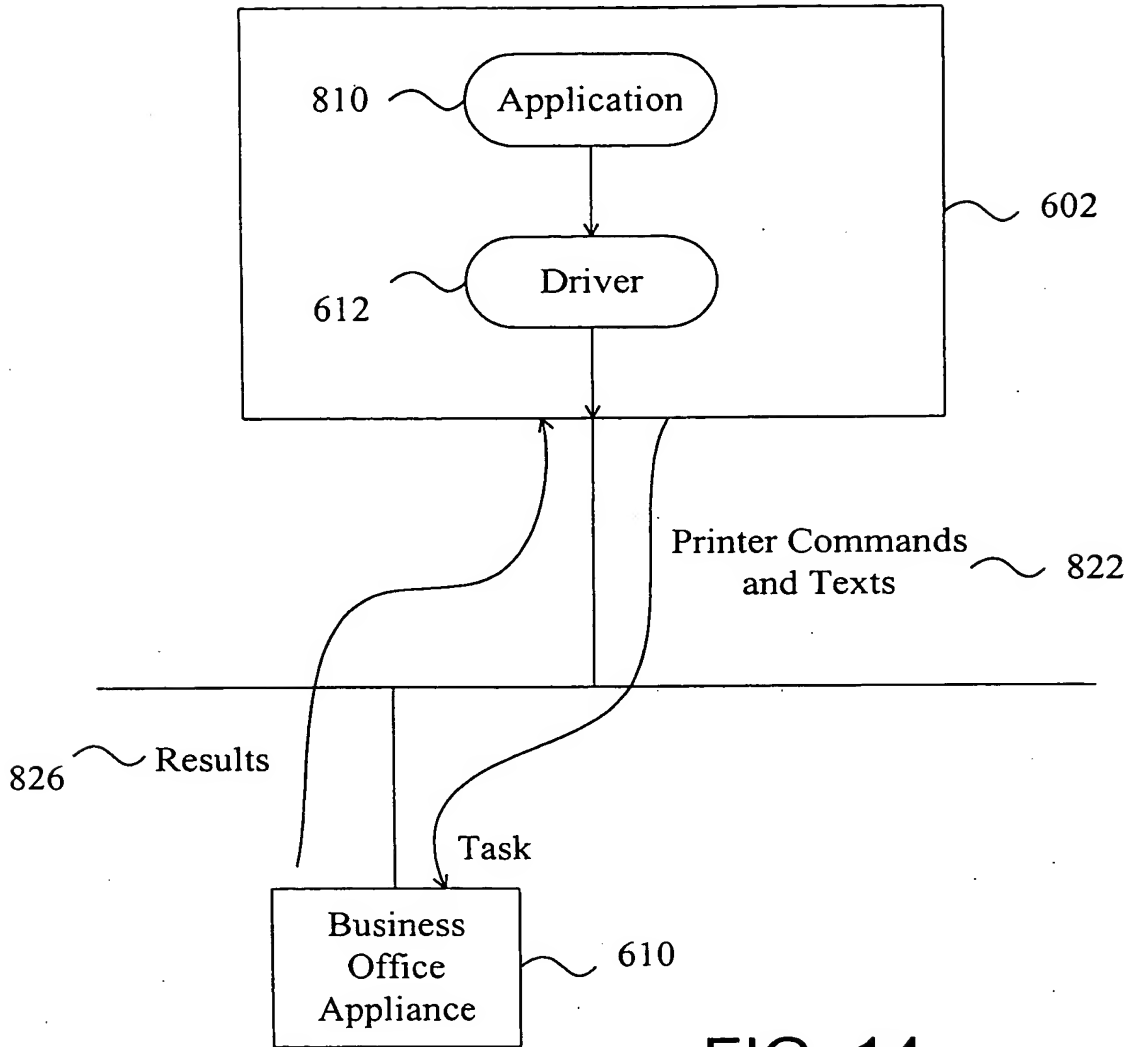 810
Application
602
Driver
612
Printer Commands
and Texts
822
826
Results
Task
Business
Office
Appliance
610
FIG. 14